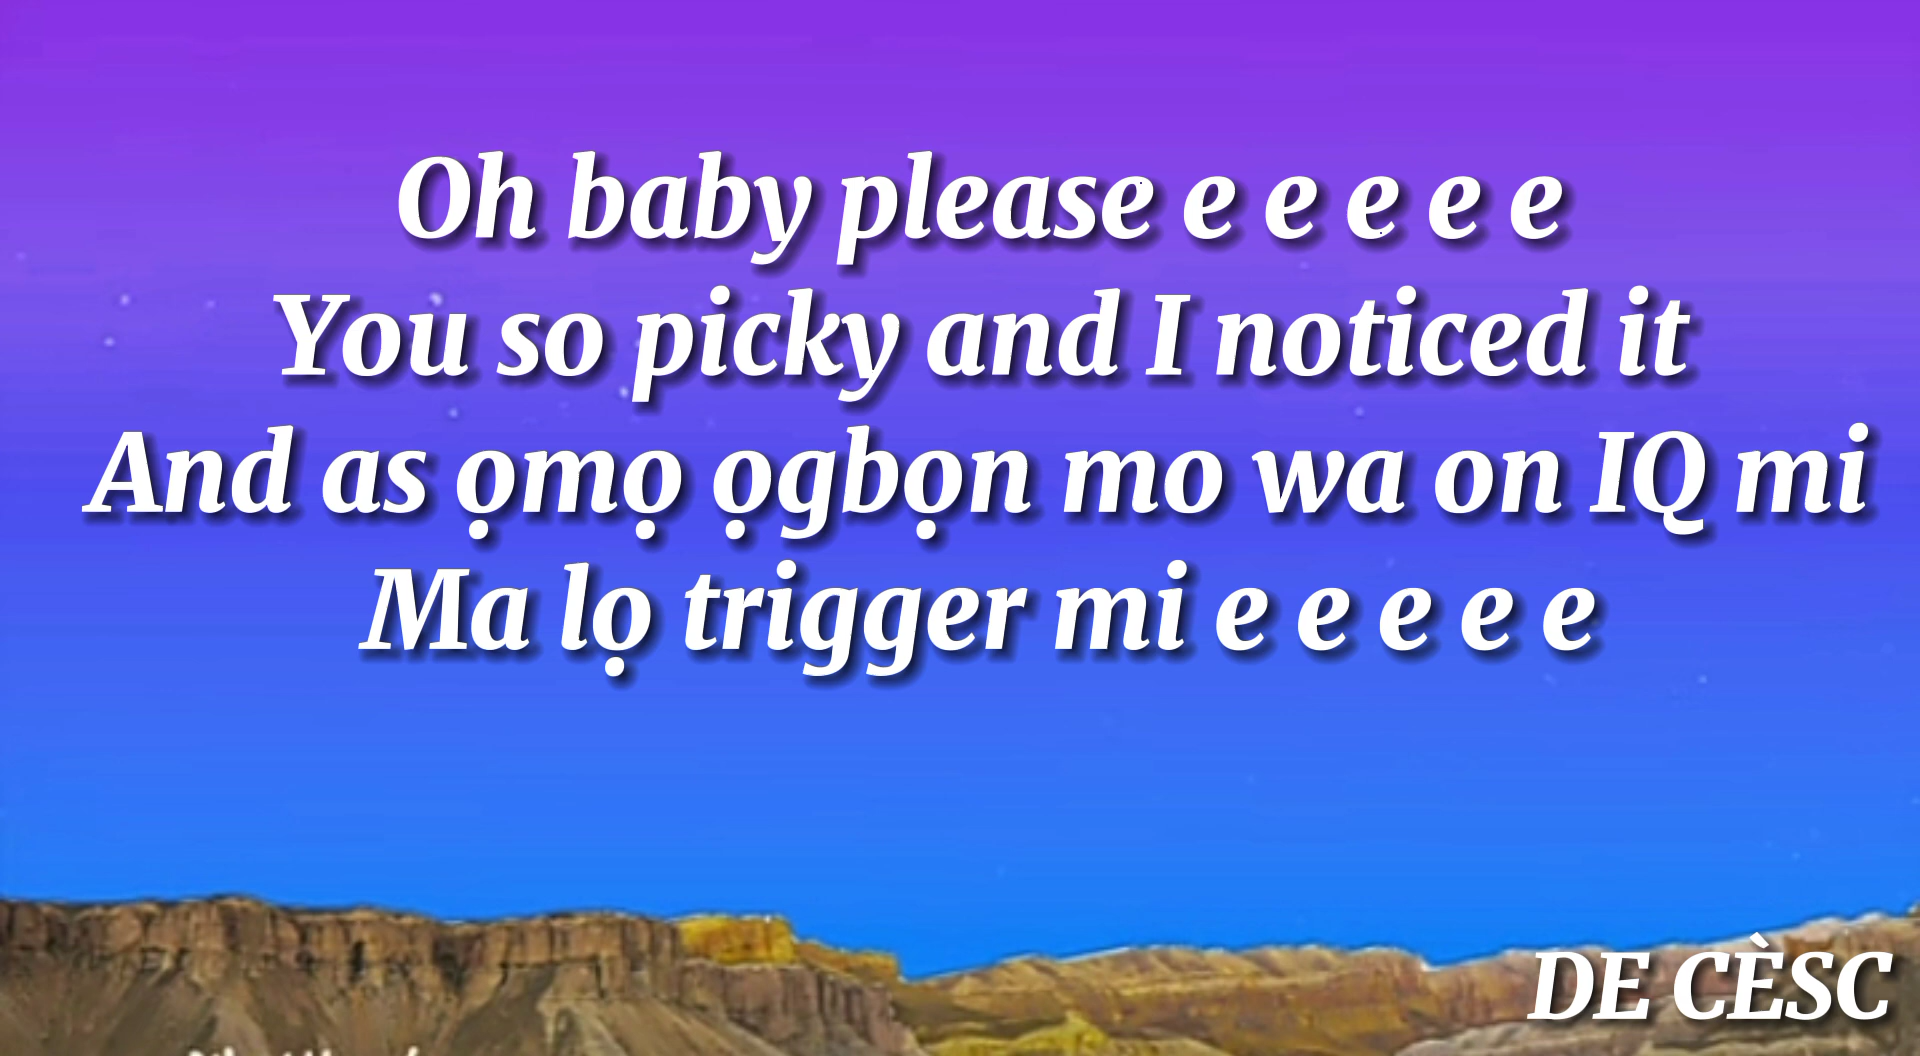 Oh baby please e e e e e
You so picky and I noticed it
And as ọmọ ọgbọn mo wa on IQ mi
Ma lọ trigger mi e e e e e
DE CÈSC